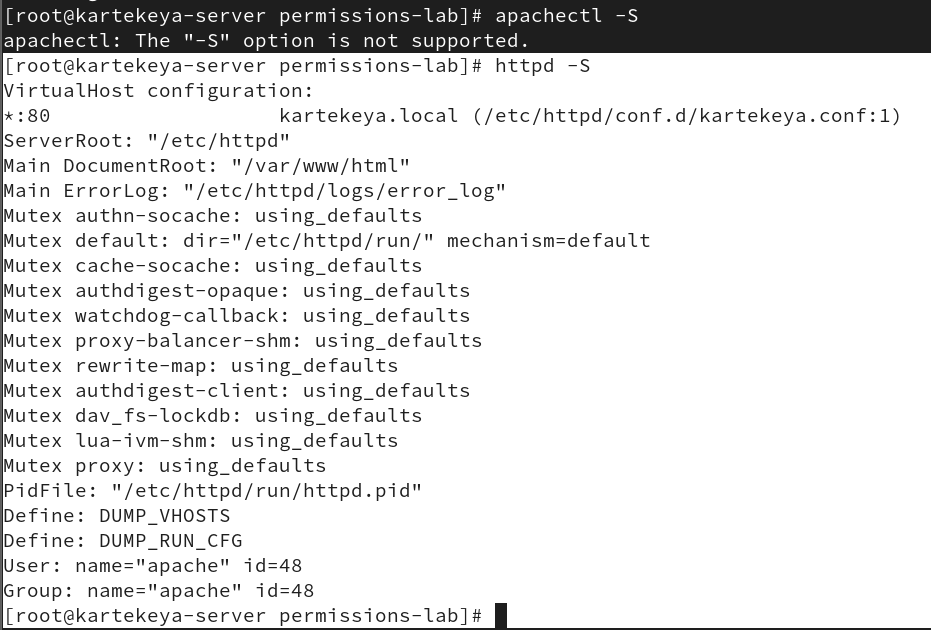 [root@kartekeya-server permissions-lab]# apachectl -S
apachectl: The "-S" option is not supported.
[root@kartekeya-server permissions-lab]# httpd -S
VirtualHost configuration:
*:80                   kartekeya.local (/etc/httpd/conf.d/kartekeya.conf:1)
ServerRoot: "/etc/httpd"
Main DocumentRoot: "/var/www/html"
Main ErrorLog: "/etc/httpd/logs/error_log"
Mutex authn-socache: using_defaults
Mutex default: dir="/etc/httpd/run/" mechanism=default
Mutex cache-socache: using_defaults
Mutex authdigest-opaque: using_defaults
Mutex watchdog-callback: using_defaults
Mutex proxy-balancer-shm: using_defaults
Mutex rewrite-map: using_defaults
Mutex authdigest-client: using_defaults
Mutex dav_fs-lockdb: using_defaults
Mutex lua-ivm-shm: using_defaults
Mutex proxy: using_defaults
PidFile: "/etc/httpd/run/httpd.pid"
Define: DUMP_VHOSTS
Define: DUMP_RUN_CFG
User: name="apache" id=48
Group: name="apache" id=48
[root@kartekeya-server permissions-lab]#